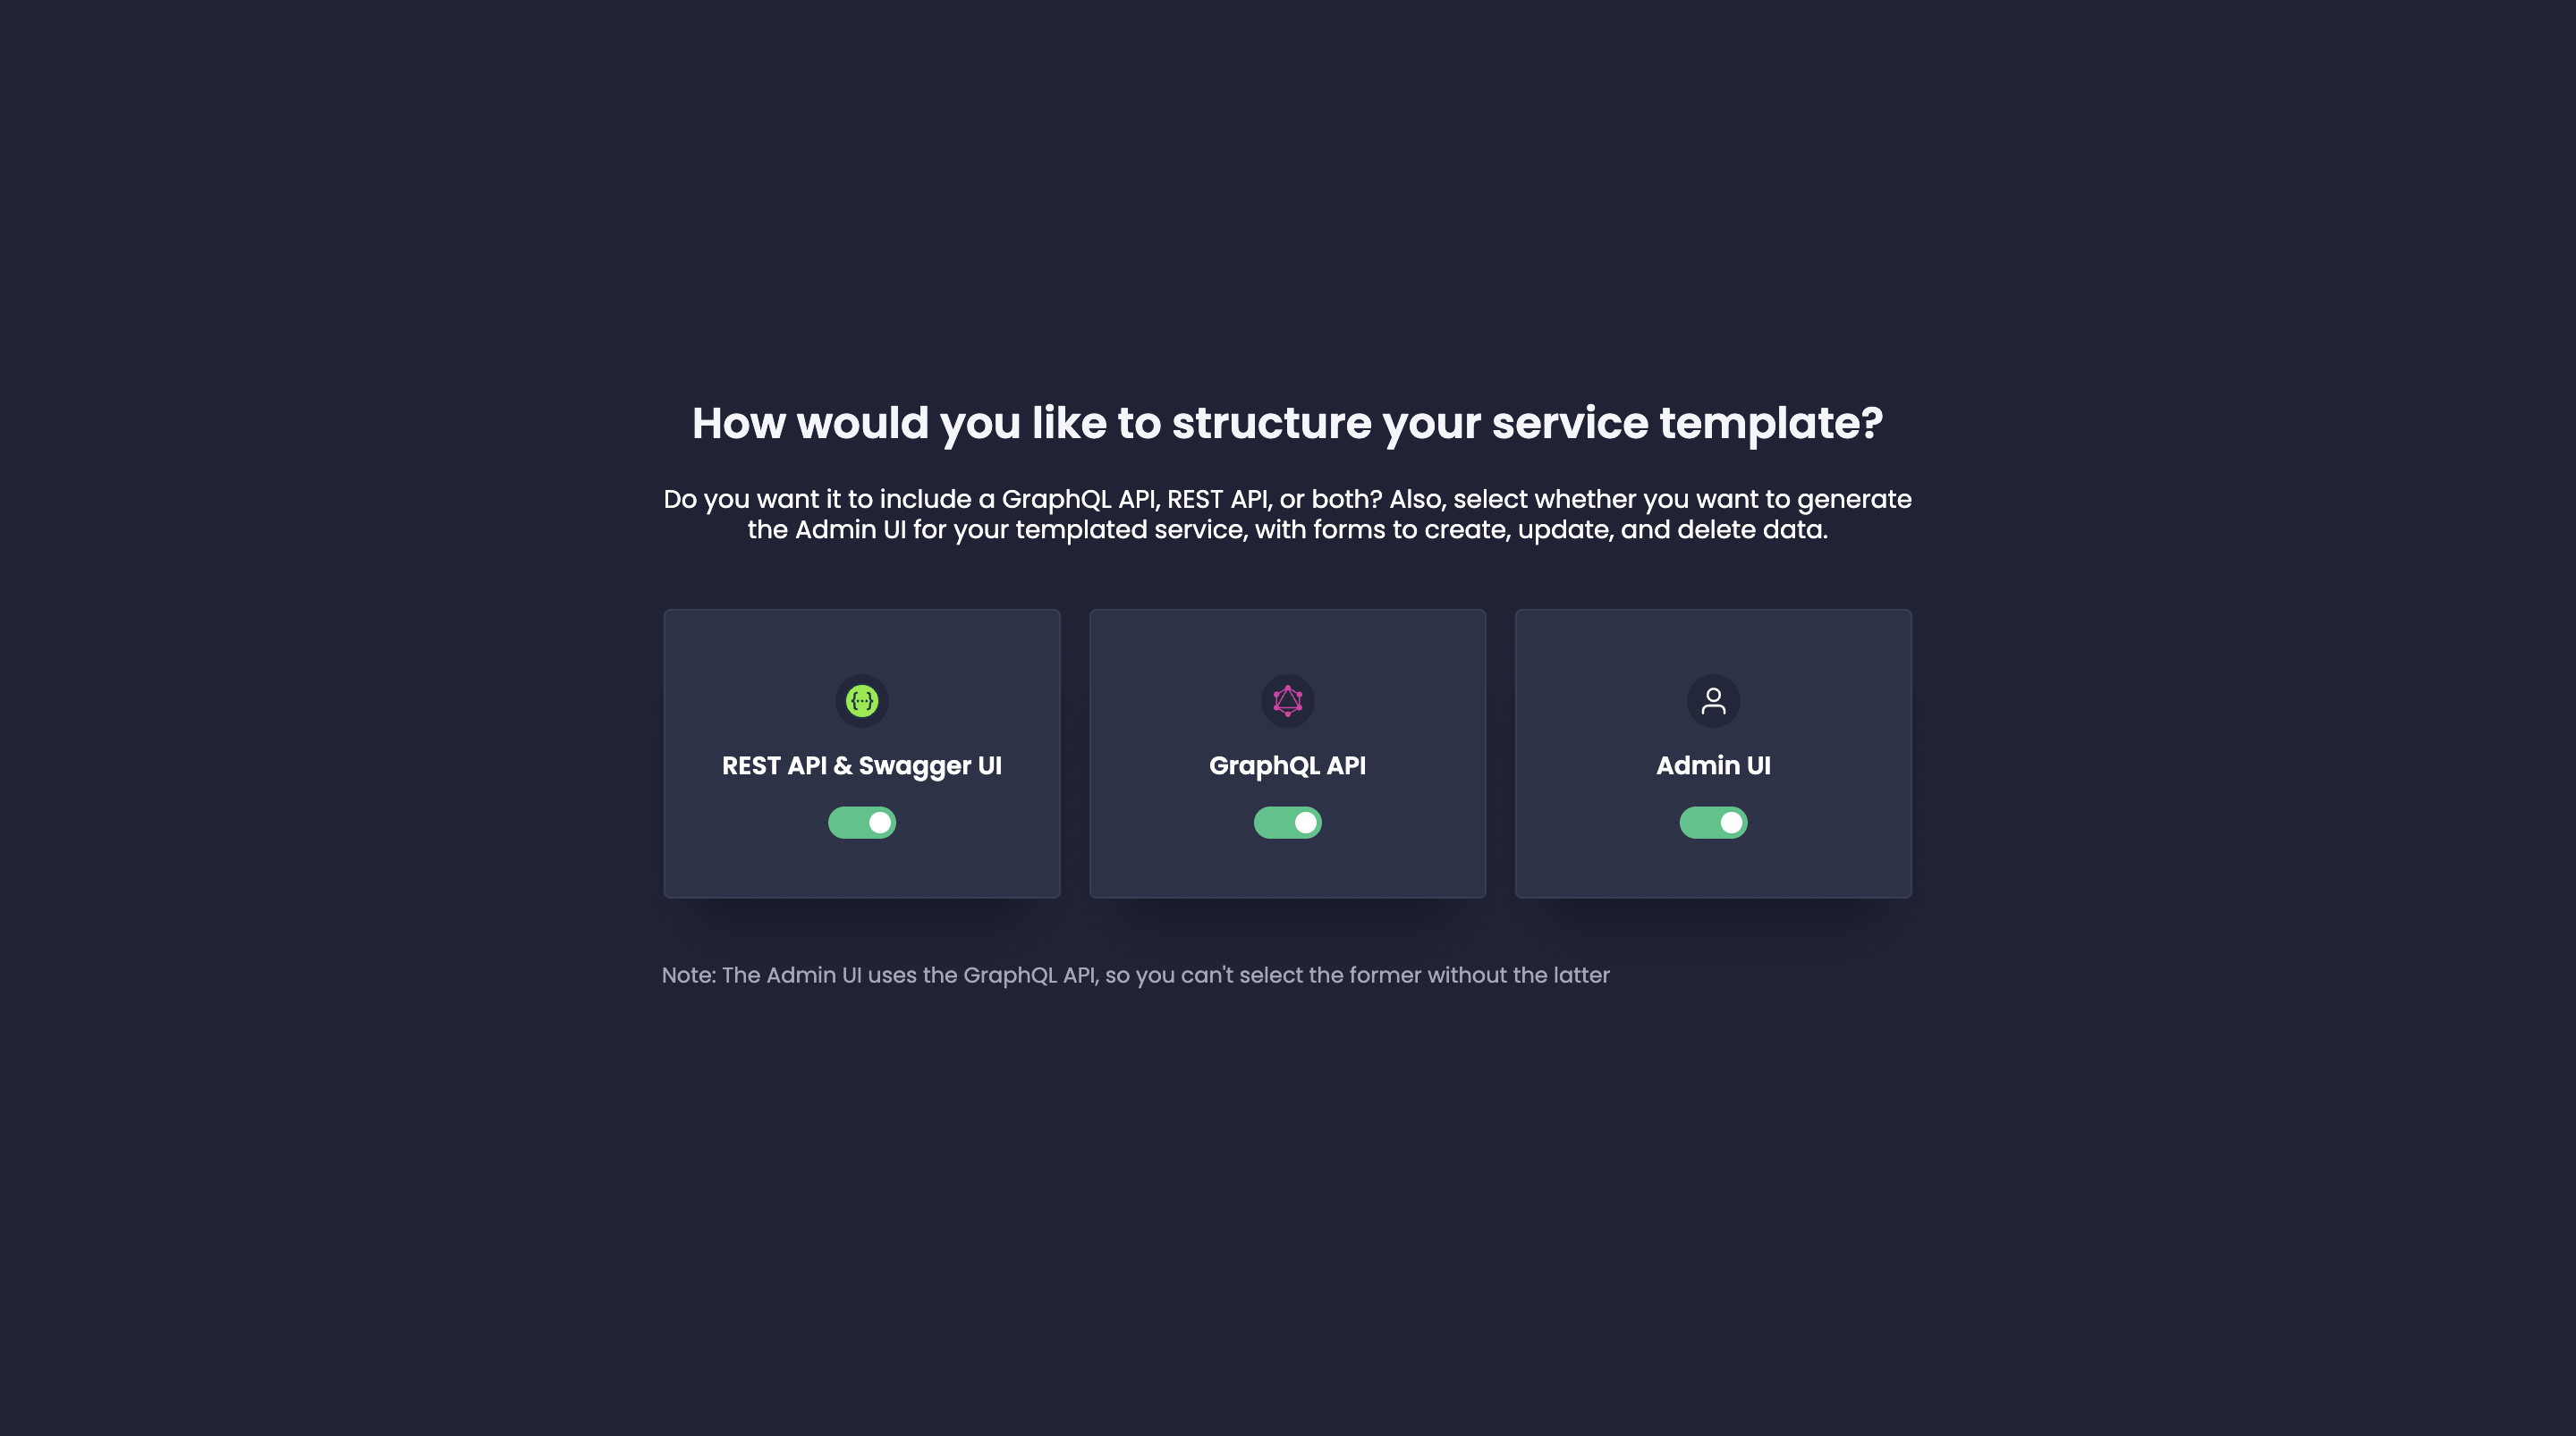 How would you like to structure your service template?
Do you want it to include a GraphQL API, REST API, or both? Also, select whether you want to generate
the Admin UI for your templated service, with forms to create, update, and delete data.
REST API & Swagger UI
GraphQL API
Admin UI
Note: The Admin UI uses the GraphQL API, so you can't select the former without the latter